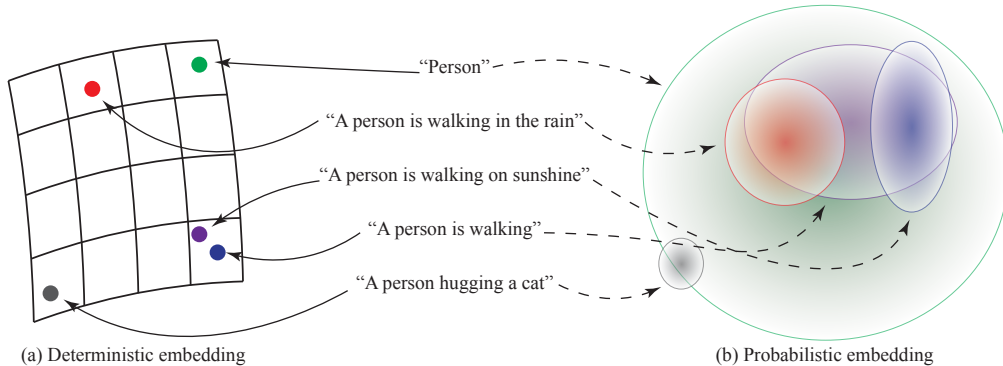 “Person”
“A person is walking in the rain”
“A person is walking on sunshine”
“A person is walking”
“A person hugging a cat”
(a) Deterministic embedding
(b) Probabilistic embedding